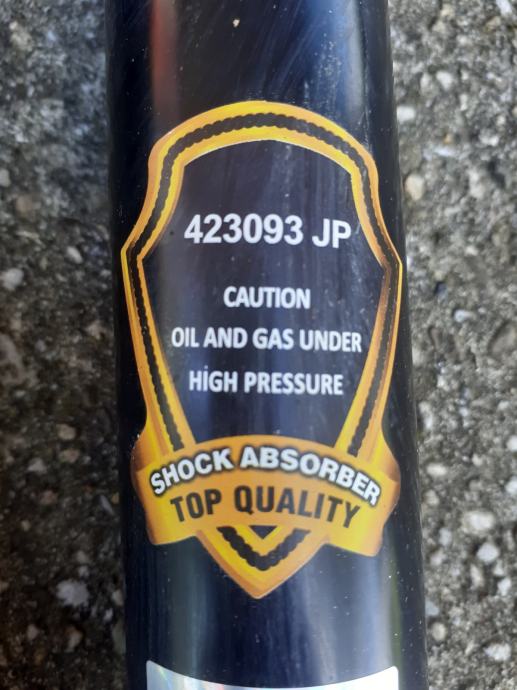 423093 JP
CAUTION
OIL AND GAS UNDER
HiGH PRESSURE
SHOCK ABSORBER
TOP QUALITY